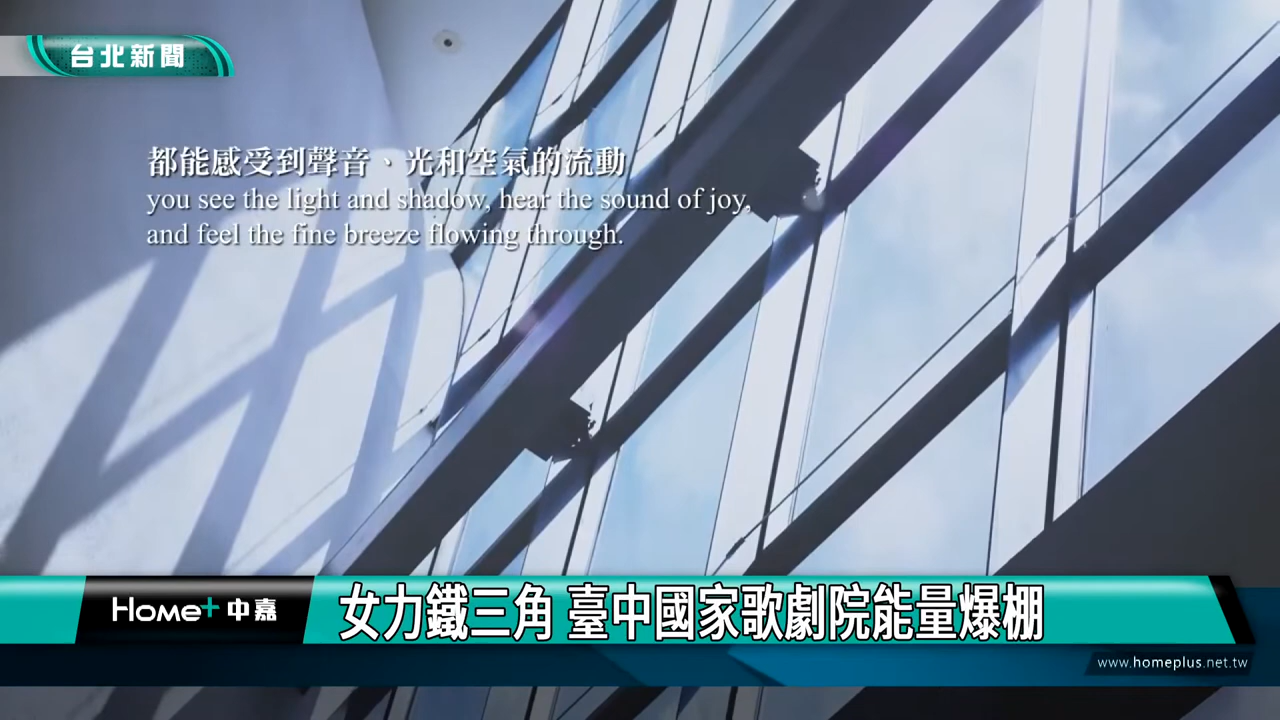 台北新聞
都能感受到聲音、光和空氣的流動
you see the light and shadow, hear the sound of joy,
and feel the fine breeze flowing through.
Home+ 中嘉
女力鐵三角 臺中國家歌劇院能量爆棚
www.homeplus.net.tw